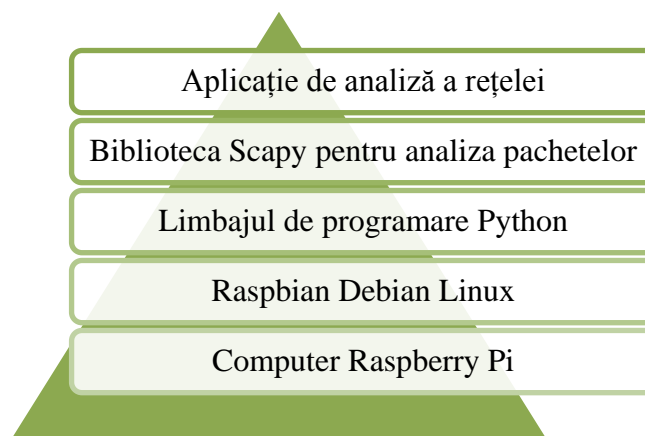 Aplicație de analiză a rețelei
Biblioteca Scapy pentru analiza pachetelor
Limbajul de programare Python
Raspbian Debian Linux
Computer Raspberry Pi